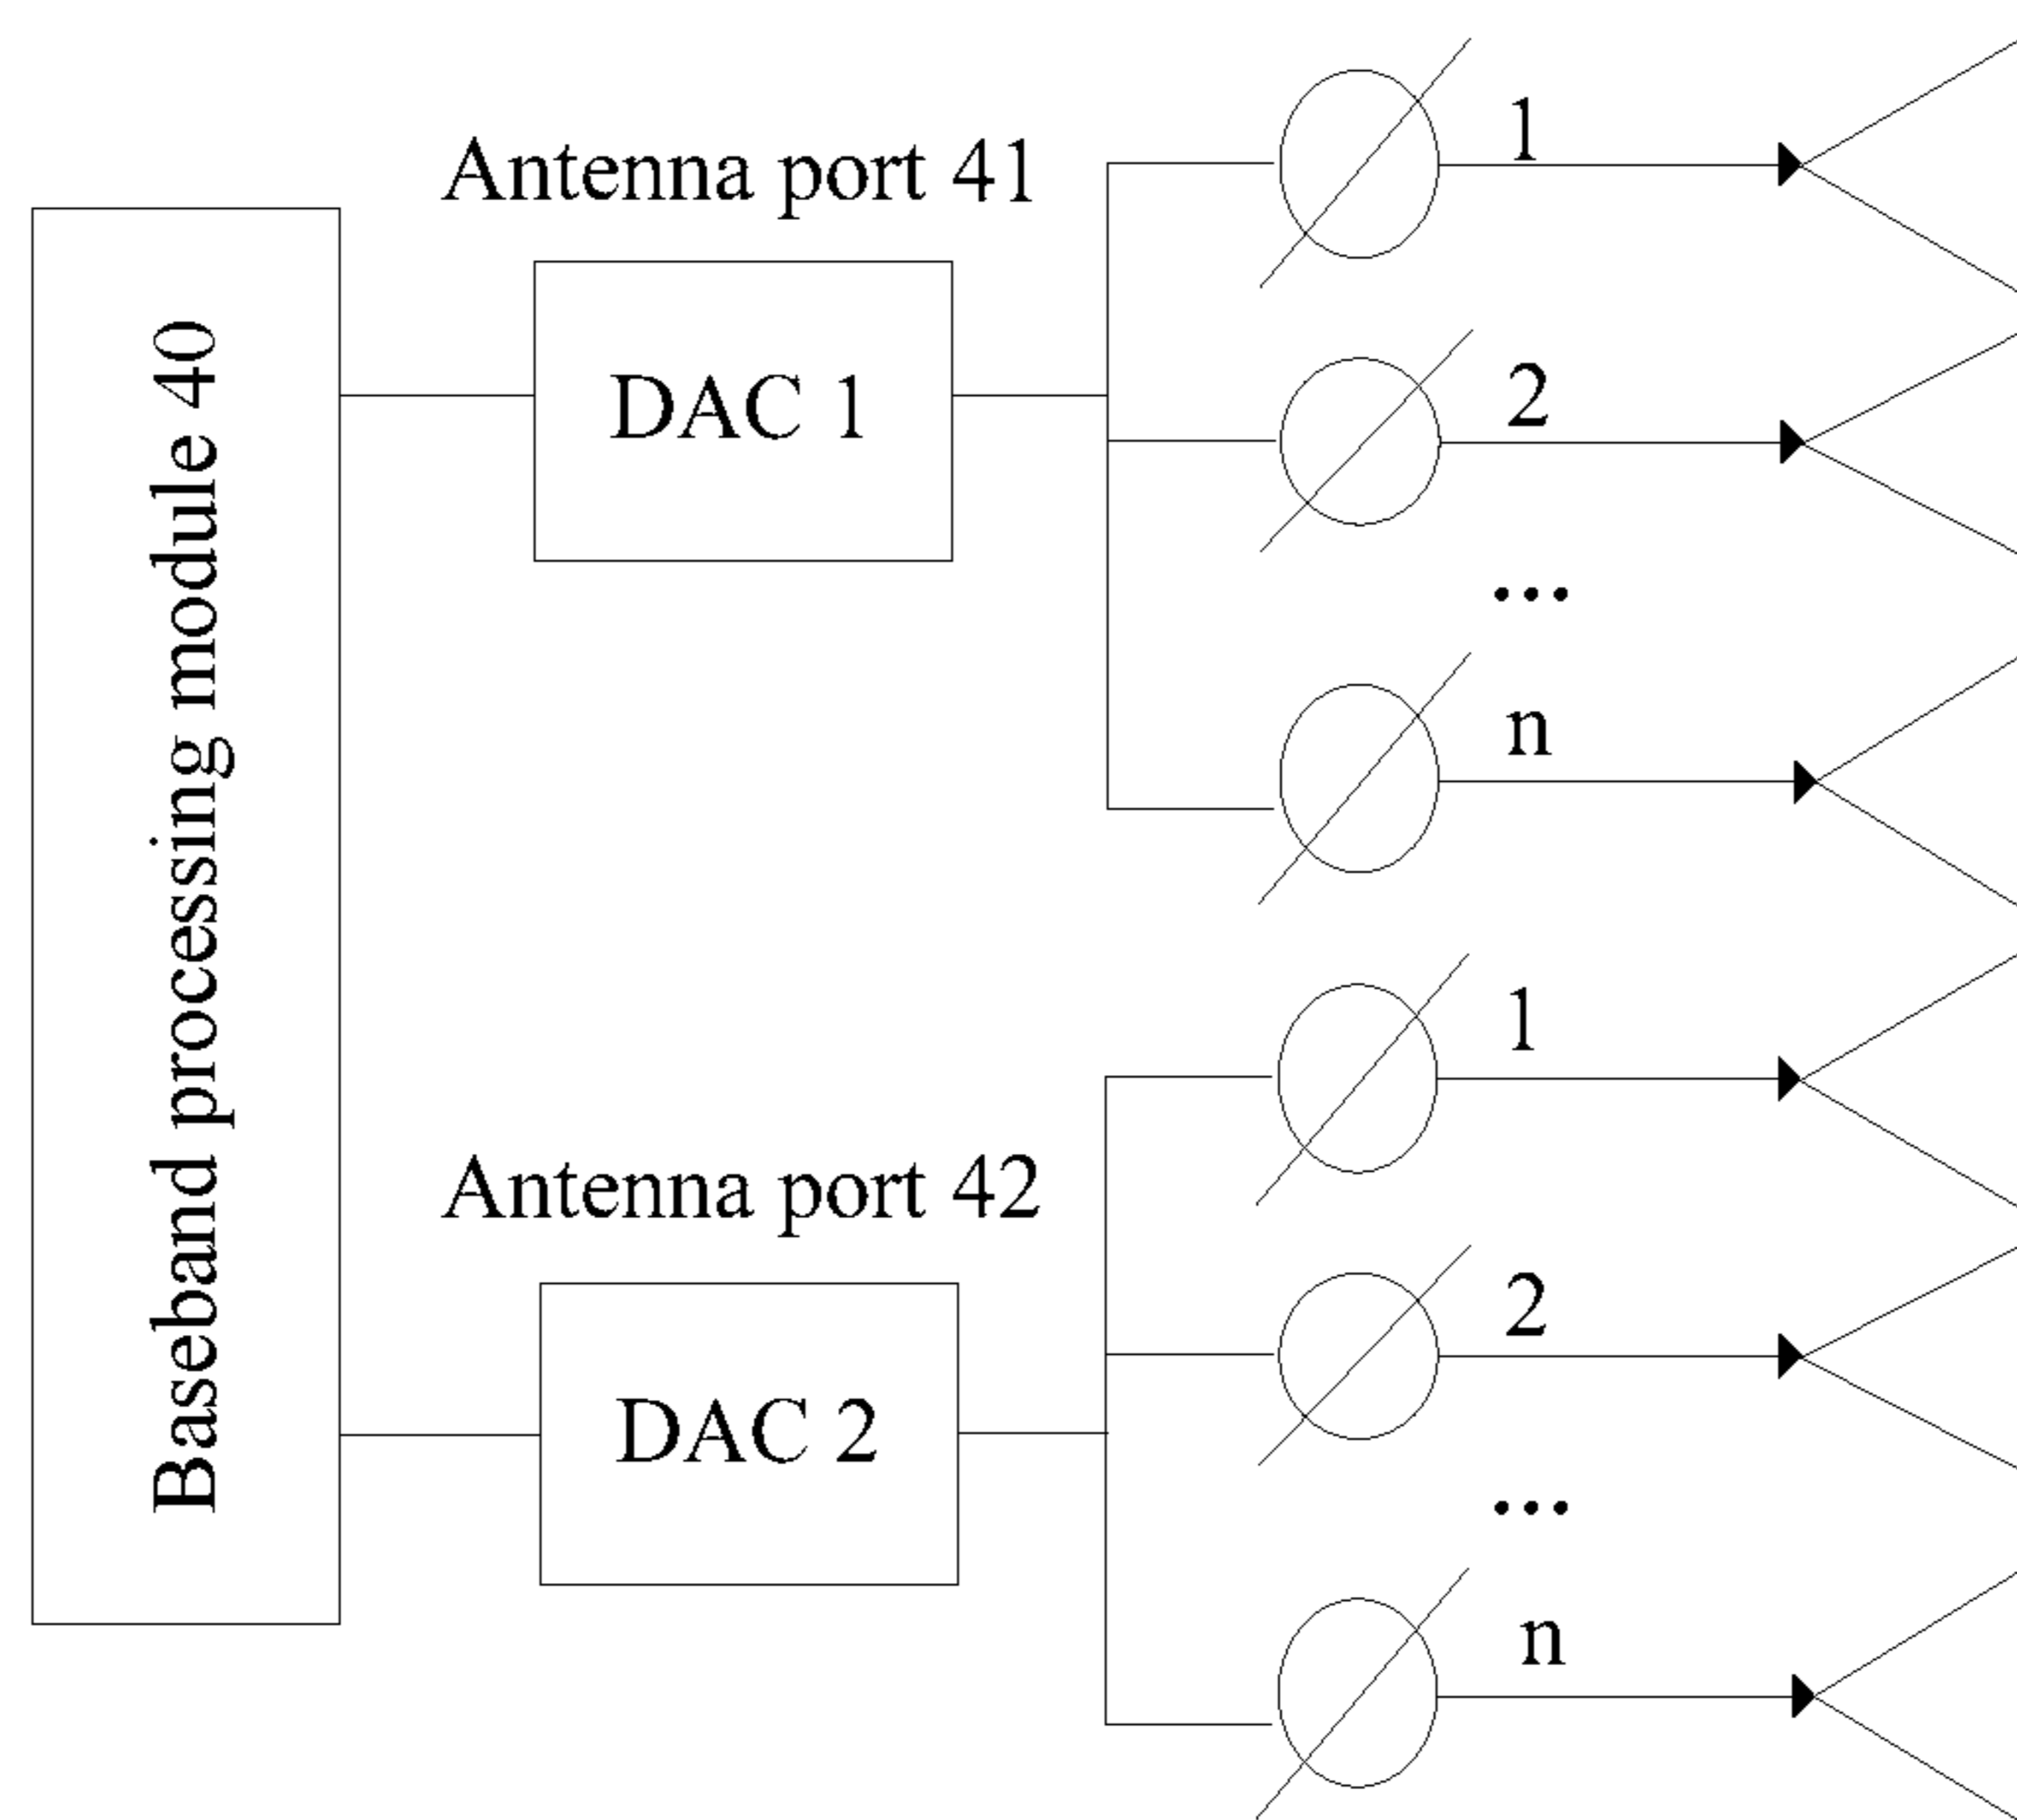 Baseband processing module 40
Antenna port 41
DAC 1
1
2
...
n
Antenna port 42
DAC 2
1
2
...
n